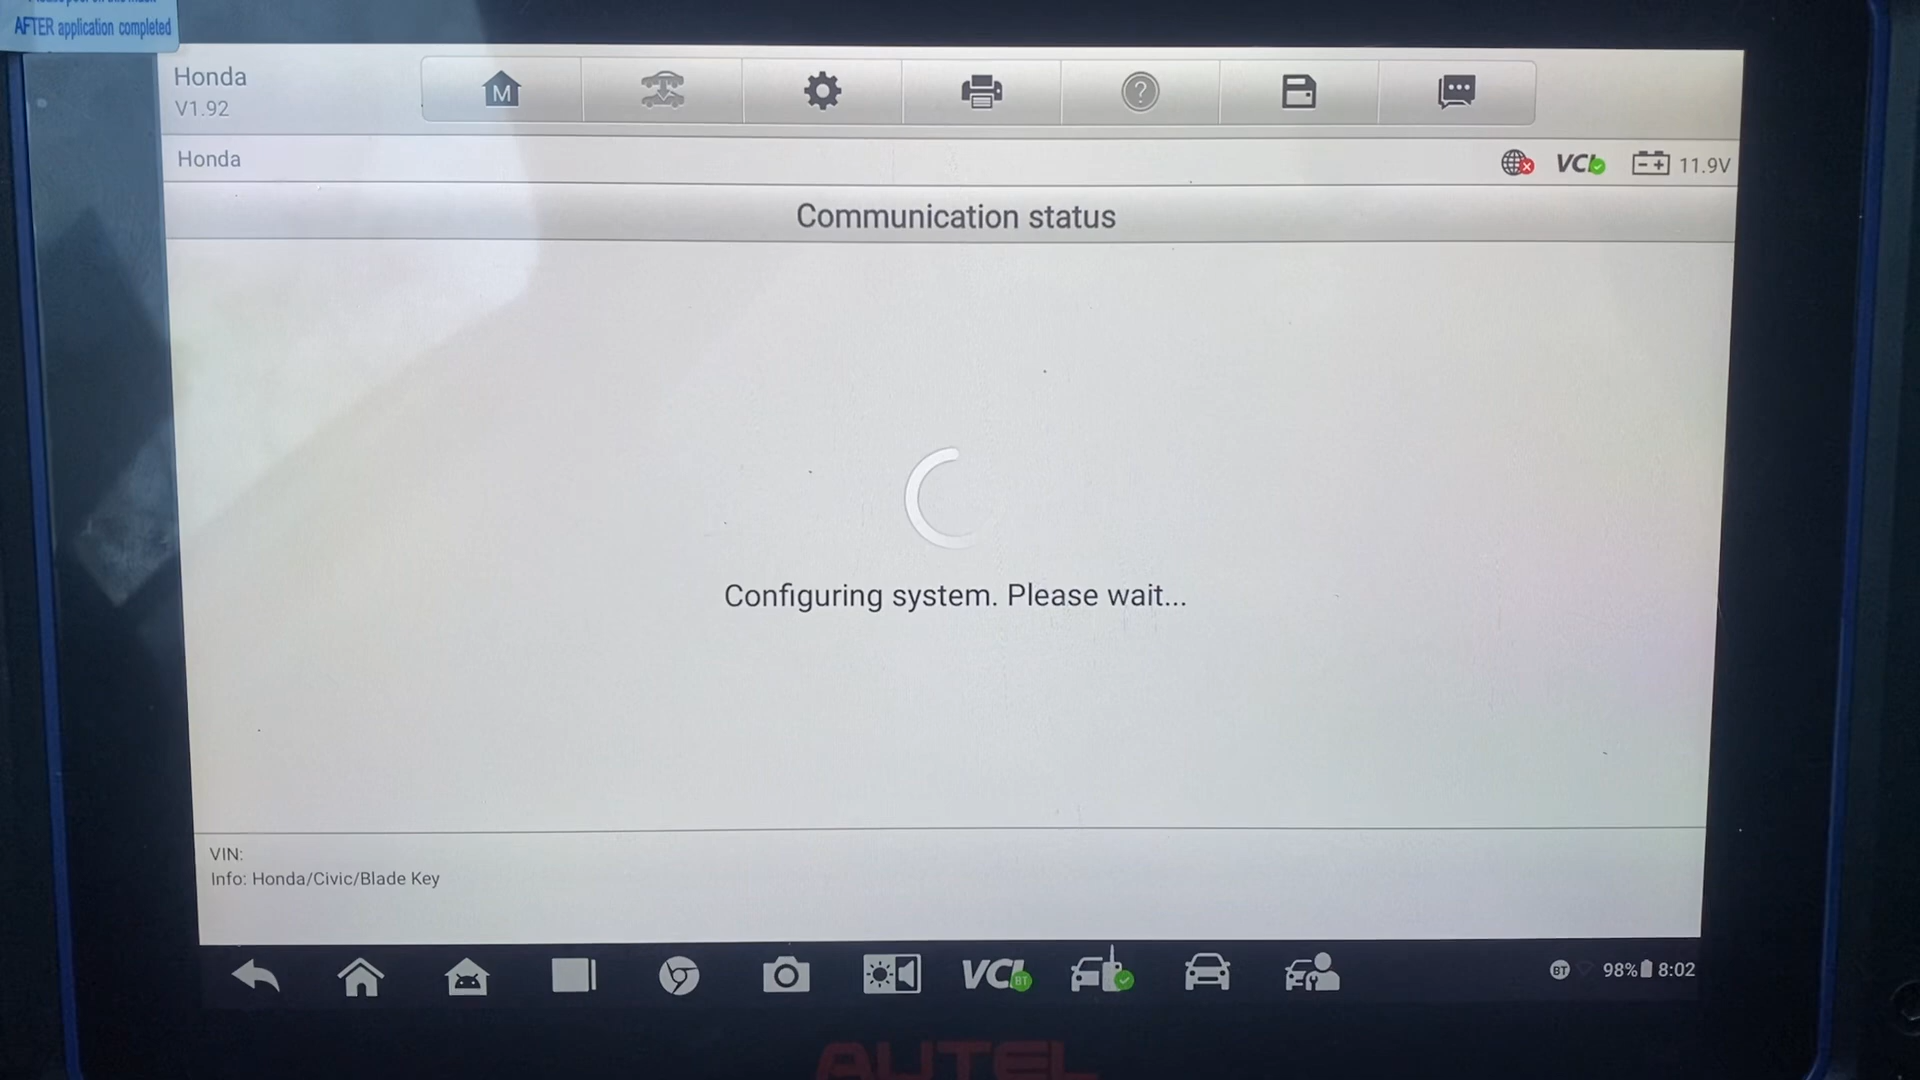 AFTER application completed
Honda
V1.92
M
?
Honda
VCI
11.9V
Communication status
Configuring system. Please wait...
VIN:
Info: Honda/Civic/Blade Key
VCI
BT
BT
98%
8:02
AUTEL